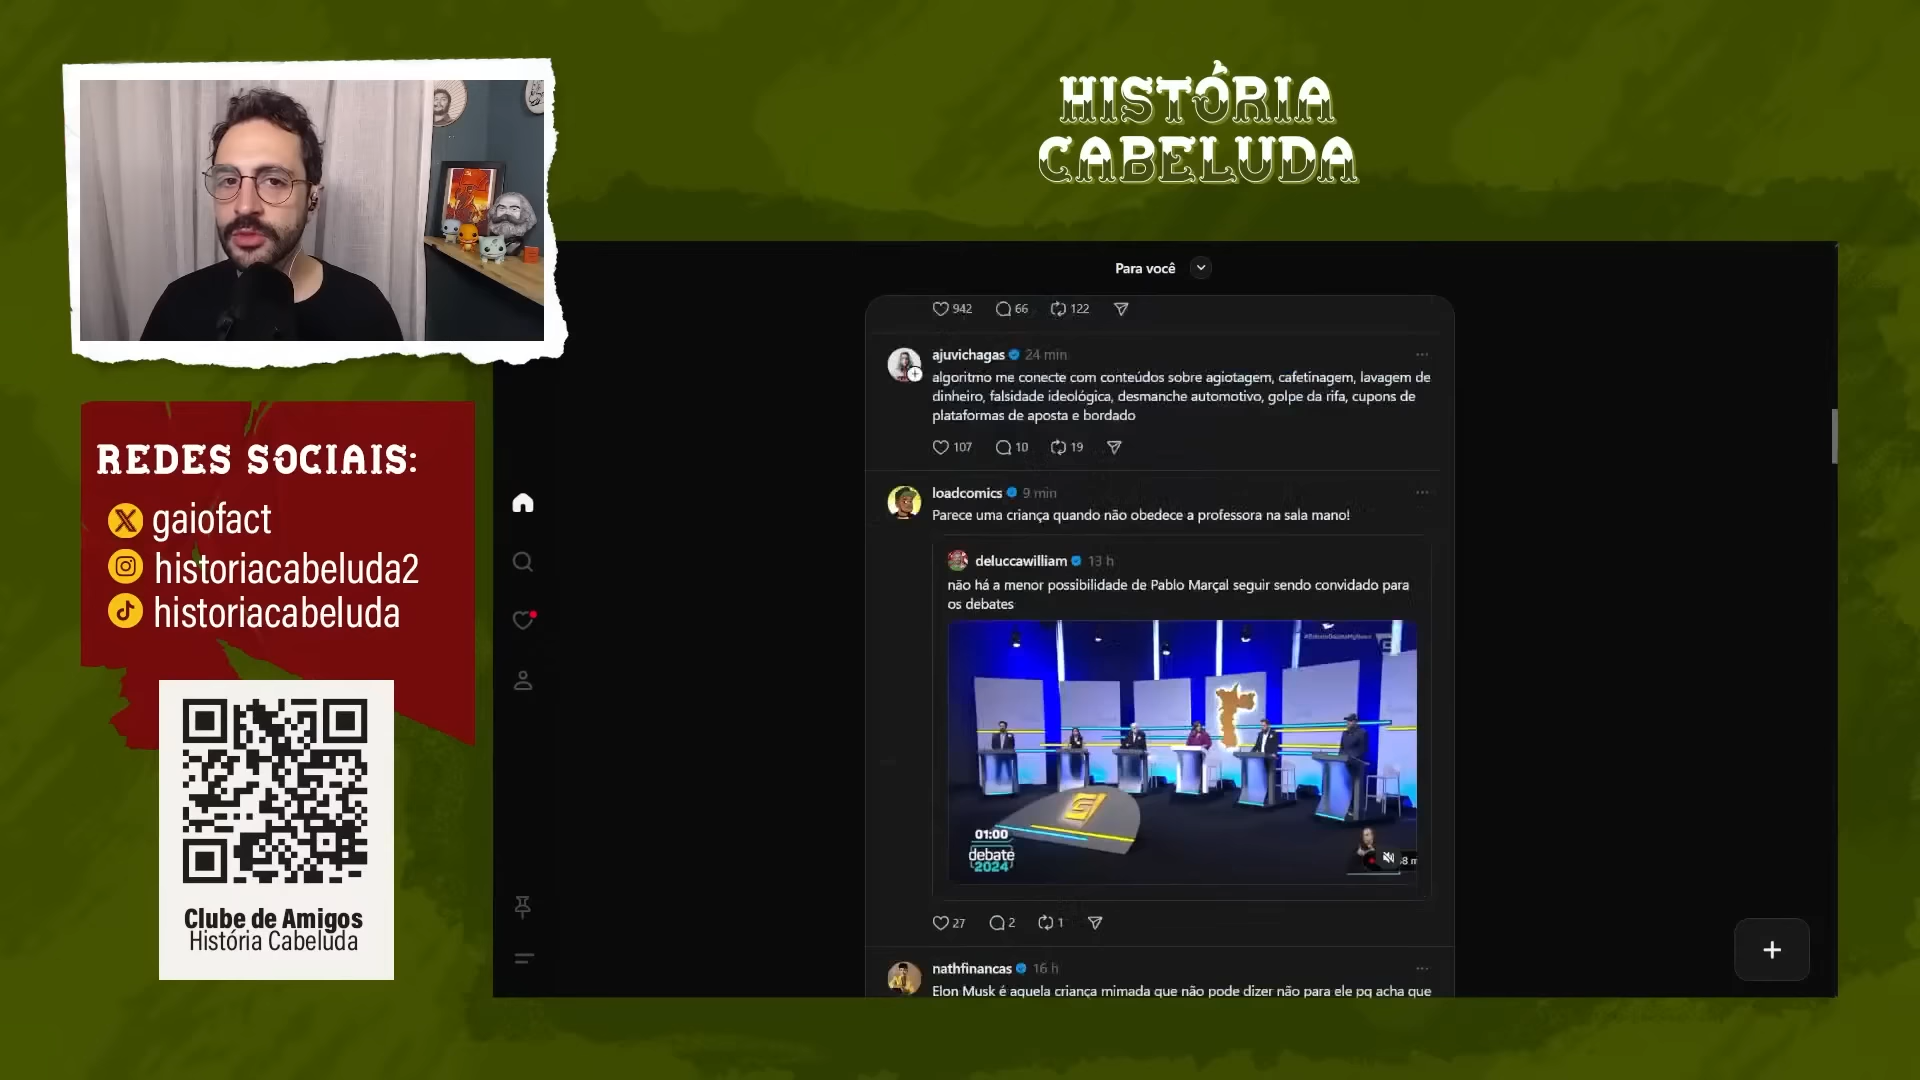 HISTÓRIA
CABELUDA
REDES SOCIAIS:
gaiofact
historiacabeluda2
historiacabeluda
Clube de Amigos
História Cabeluda
Para você
942 66 122
ajuvichagas 24 min
algoritmo me conecte com conteúdos sobre agiotagem, cafetinagem, lavagem de
dinheiro, falsidade ideológica, desmanche automotivo, golpe da rifa, cupons de
plataformas de aposta e bordado
107 10 19
loadcomics 9 min
Parece uma criança quando não obedece a professora na sala mano!
deluccawilliam 13 h
não há a menor possibilidade de Pablo Marçal seguir sendo convidado para
os debates
01:00
debate
2024
27 2 1
nathfinancas 16 h
Elon Musk é aquela criança mimada que não pode dizer não para ele pq acha que